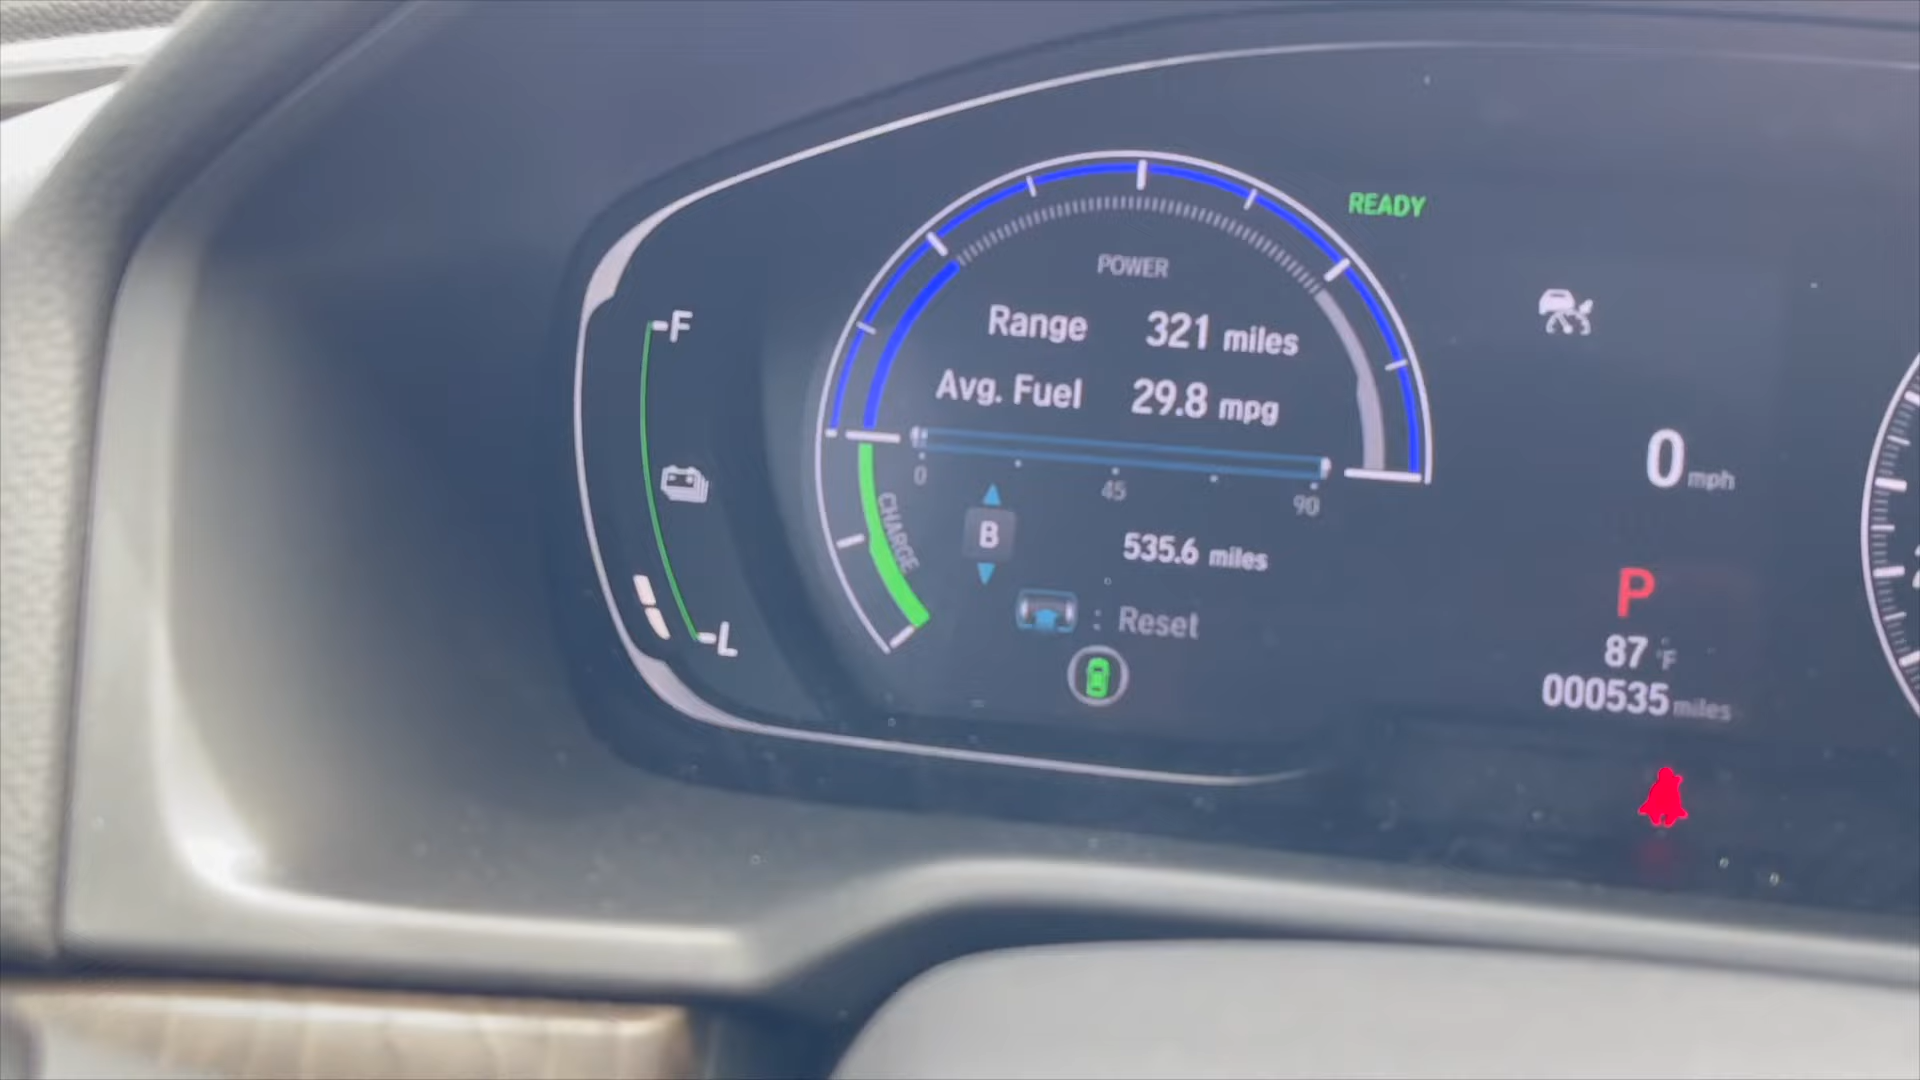 READY
POWER
-F
Range 321 miles
Avg. Fuel 29.8 mpg
0 45 90
0 mph
CHARGE
B
535.6 miles
P
: Reset
-L
87 °F
000535 miles